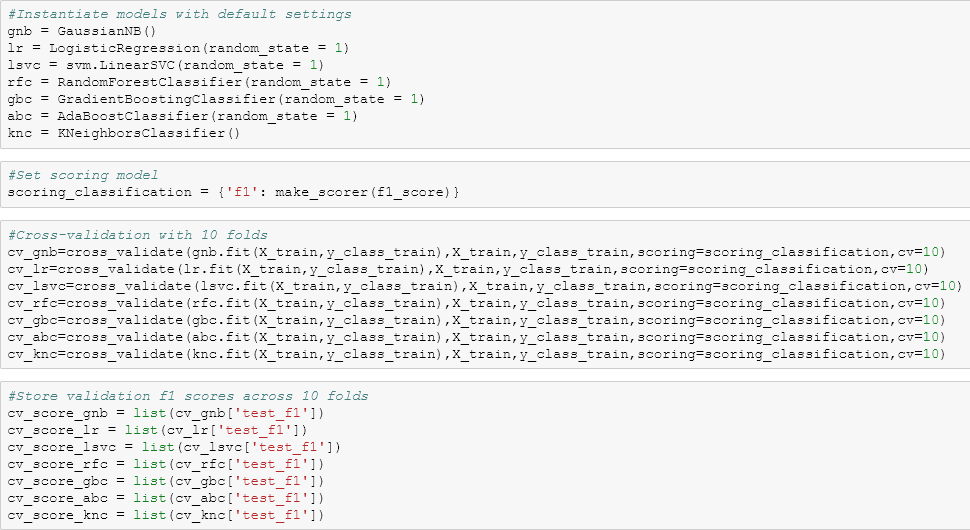 #Instantiate models with default settings
gnb = GaussianNB()
lr = LogisticRegression(random_state = 1)
lsvc = svm.LinearSVC(random_state = 1)
rfc = RandomForestClassifier(random_state = 1)
gbc = GradientBoostingClassifier(random_state = 1)
abc = AdaBoostClassifier(random_state = 1)
knc = KNeighborsClassifier()
#Set scoring model
scoring_classification = {'f1': make_scorer(f1_score)}
#Cross-validation with 10 folds
cv_gnb=cross_validate(gnb.fit(X_train,y_class_train),X_train,y_class_train,scoring=scoring_classification,cv=10)
cv_lr=cross_validate(lr.fit(X_train,y_class_train),X_train,y_class_train,scoring=scoring_classification,cv=10)
cv_lsvc=cross_validate(lsvc.fit(X_train,y_class_train),X_train,y_class_train,scoring=scoring_classification,cv=10)
cv_rfc=cross_validate(rfc.fit(X_train,y_class_train),X_train,y_class_train,scoring=scoring_classification,cv=10)
cv_gbc=cross_validate(gbc.fit(X_train,y_class_train),X_train,y_class_train,scoring=scoring_classification,cv=10)
cv_abc=cross_validate(abc.fit(X_train,y_class_train),X_train,y_class_train,scoring=scoring_classification,cv=10)
cv_knc=cross_validate(knc.fit(X_train,y_class_train),X_train,y_class_train,scoring=scoring_classification,cv=10)
#Store validation f1 scores across 10 folds
cv_score_gnb = list(cv_gnb['test_f1'])
cv_score_lr = list(cv_lr['test_f1'])
cv_score_lsvc = list(cv_lsvc['test_f1'])
cv_score_rfc = list(cv_rfc['test_f1'])
cv_score_gbc = list(cv_gbc['test_f1'])
cv_score_abc = list(cv_abc['test_f1'])
cv_score_knc = list(cv_knc['test_f1'])